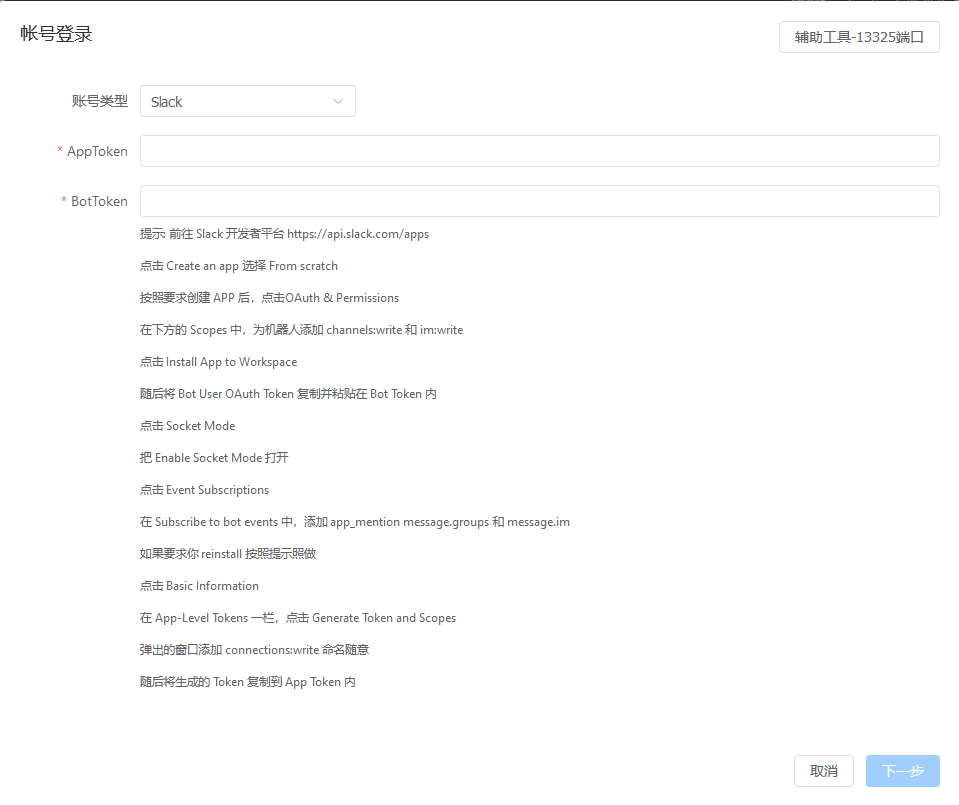 帐号登录
辅助工具-13325端口
账号类型 Slack
* AppToken
* BotToken
提示: 前往 Slack 开发者平台 https://api.slack.com/apps
点击 Create an app 选择 From scratch
按照要求创建 APP 后，点击OAuth & Permissions
在下方的 Scopes 中，为机器人添加 channels:write 和 im:write
点击 Install App to Workspace
随后将 Bot User OAuth Token 复制并粘贴在 Bot Token 内
点击 Socket Mode
把 Enable Socket Mode 打开
点击 Event Subscriptions
在 Subscribe to bot events 中，添加 app_mention message.groups 和 message.im
如果要求你 reinstall 按照提示照做
点击 Basic Information
在 App-Level Tokens 一栏，点击 Generate Token and Scopes
弹出的窗口添加 connections:write 命名随意
随后将生成的 Token 复制到 App Token 内
取消 下一步